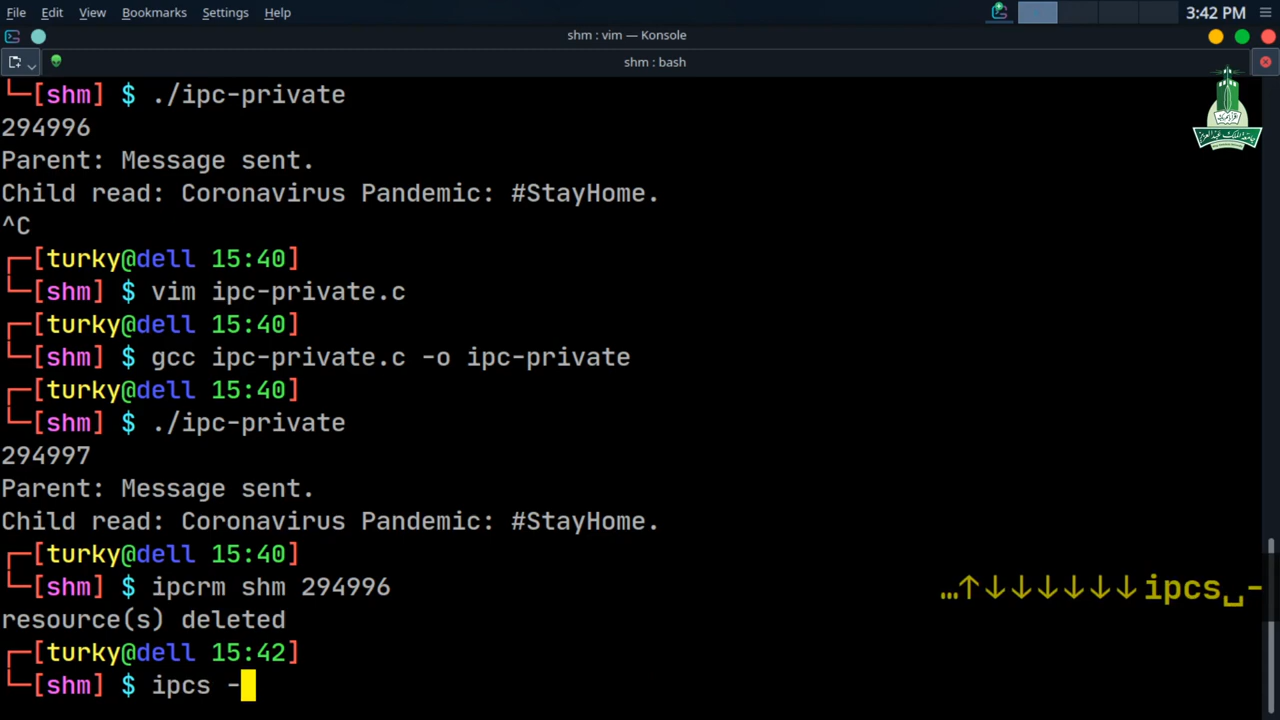 File Edit View Bookmarks Settings Help 3:42 PM
shm : vim — Konsole
shm : bash
└─[shm] $ ./ipc-private
294996
Parent: Message sent.
Child read: Coronavirus Pandemic: #StayHome.
^C
┌─[turky@dell 15:40]
└─[shm] $ vim ipc-private.c
┌─[turky@dell 15:40]
└─[shm] $ gcc ipc-private.c -o ipc-private
┌─[turky@dell 15:40]
└─[shm] $ ./ipc-private
294997
Parent: Message sent.
Child read: Coronavirus Pandemic: #StayHome.
┌─[turky@dell 15:40]
└─[shm] $ ipcrm shm 294996
…↑↓↓↓↓↓↓ipcs␣-
resource(s) deleted
┌─[turky@dell 15:42]
└─[shm] $ ipcs -
جامعة الملك عبدالعزيز